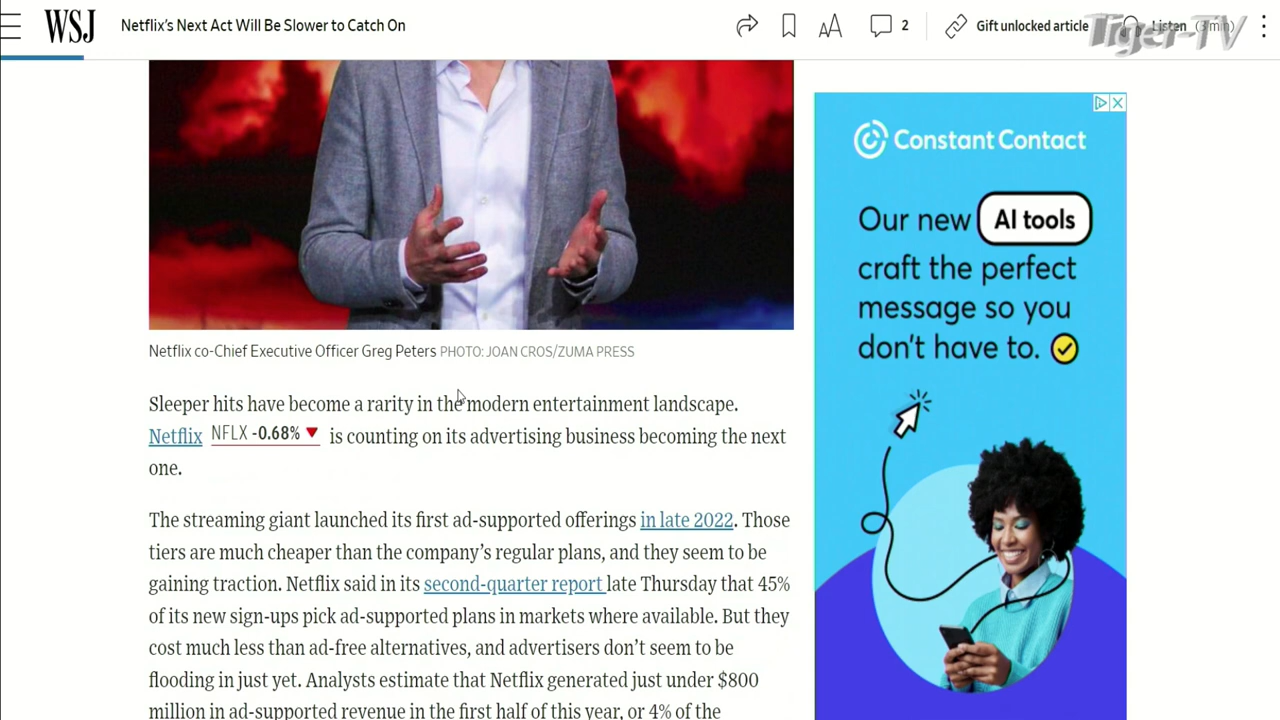 WSJ
Netflix's Next Act Will Be Slower to Catch On
AA
2
Gift unlocked article
Listen (3 min)
Tiger-TV
Constant Contact
Our new AI tools
craft the perfect
message so you
don't have to.
Netflix co-Chief Executive Officer Greg Peters PHOTO: JOAN CROS/ZUMA PRESS
Sleeper hits have become a rarity in the modern entertainment landscape.
Netflix NFLX -0.68% ▼ is counting on its advertising business becoming the next
one.
The streaming giant launched its first ad-supported offerings in late 2022. Those
tiers are much cheaper than the company's regular plans, and they seem to be
gaining traction. Netflix said in its second-quarter report late Thursday that 45%
of its new sign-ups pick ad-supported plans in markets where available. But they
cost much less than ad-free alternatives, and advertisers don't seem to be
flooding in just yet. Analysts estimate that Netflix generated just under $800
million in ad-supported revenue in the first half of this year, or 4% of the